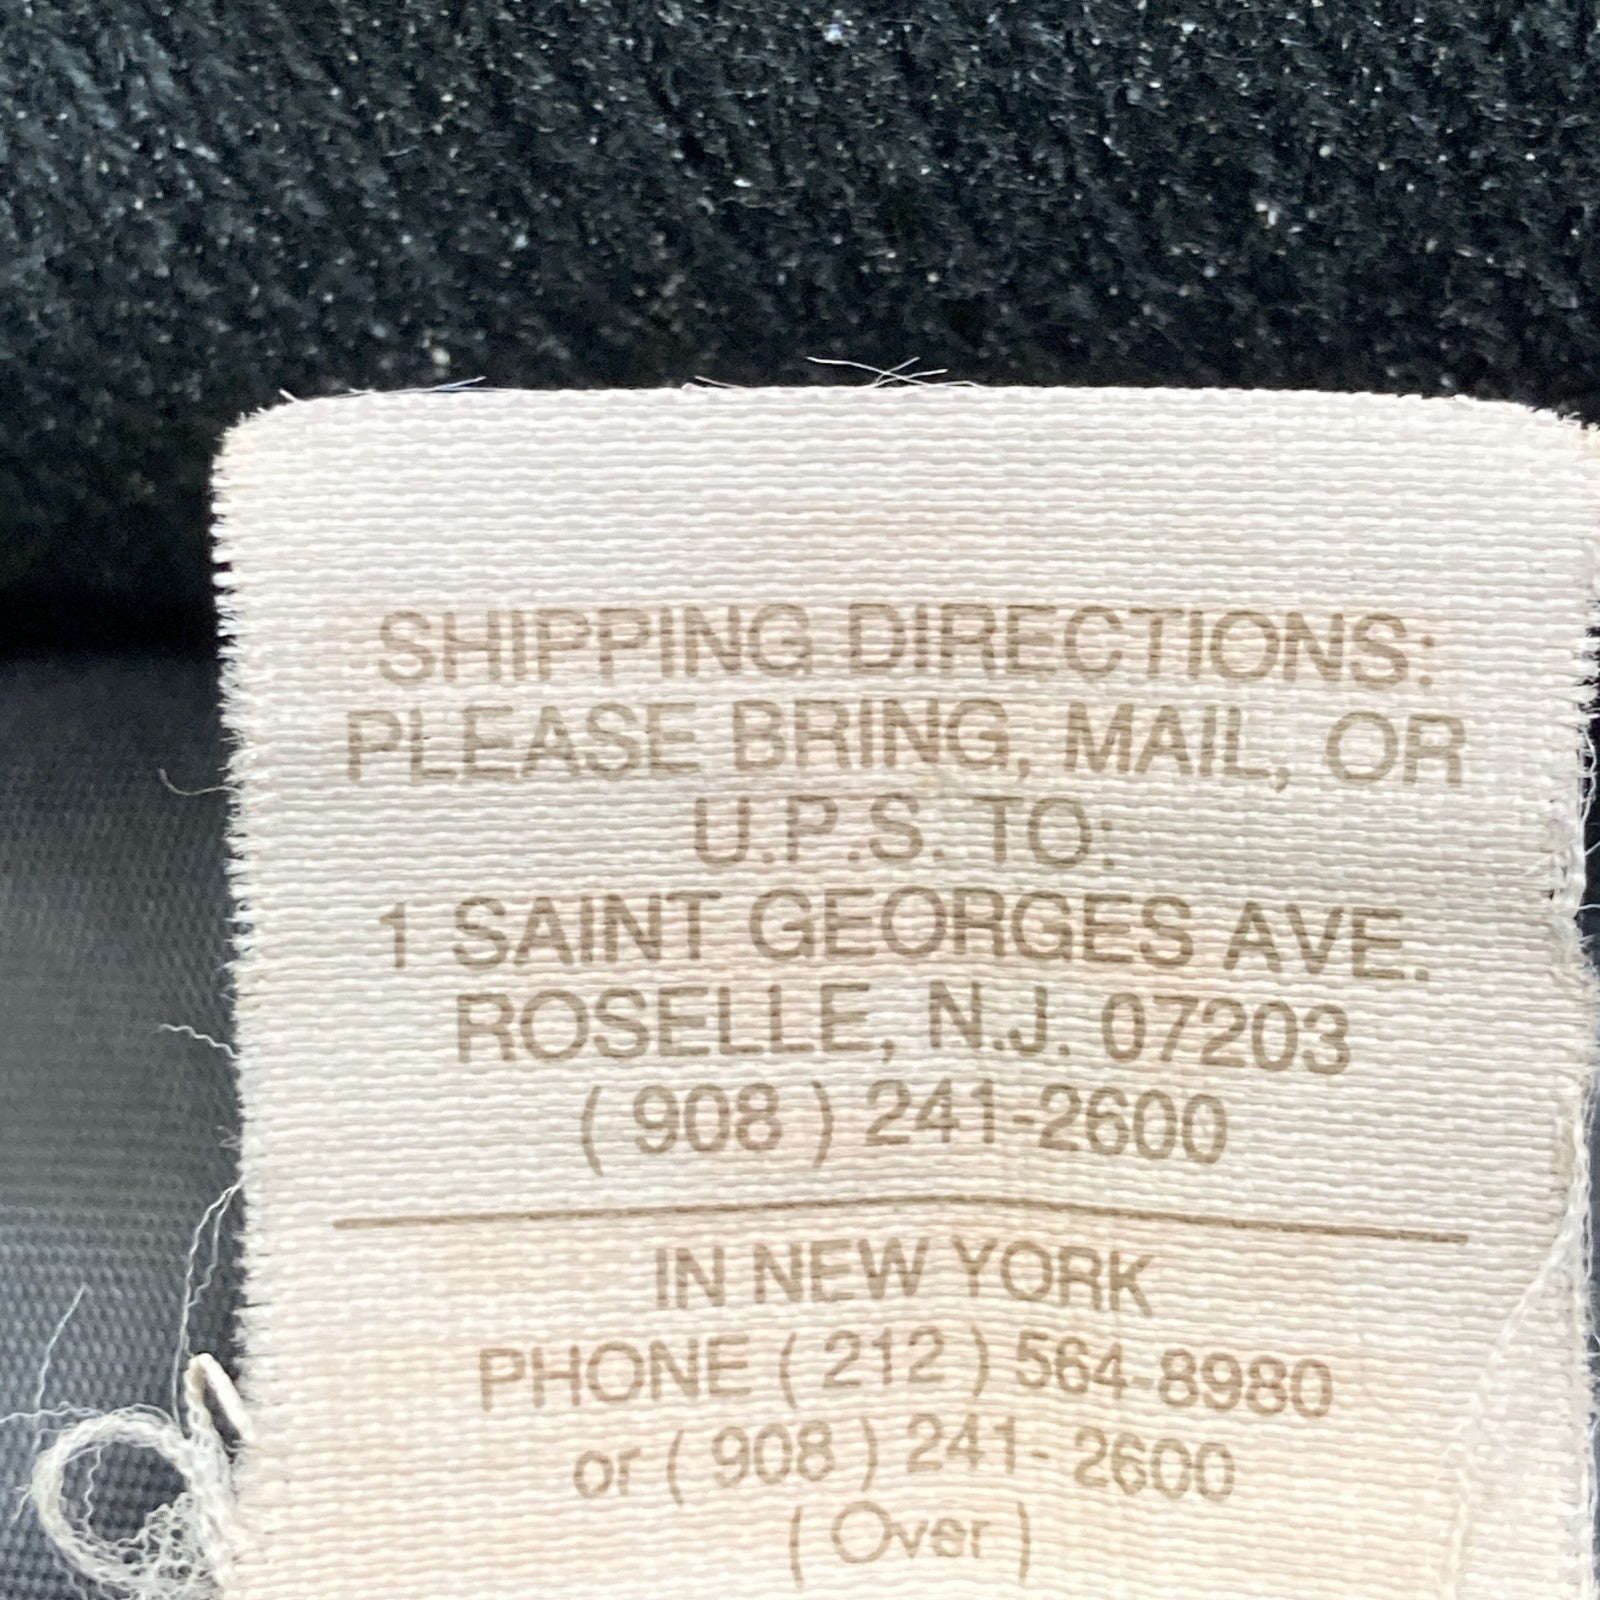 SHIPPING DIRECTIONS:
PLEASE BRING, MAIL, OR
U.P.S. TO:
1 SAINT GEORGES AVE.
ROSELLE, N.J. 07203
( 908 ) 241-2600
IN NEW YORK
PHONE ( 212 ) 564-8980
or ( 908 ) 241- 2600
( Over )